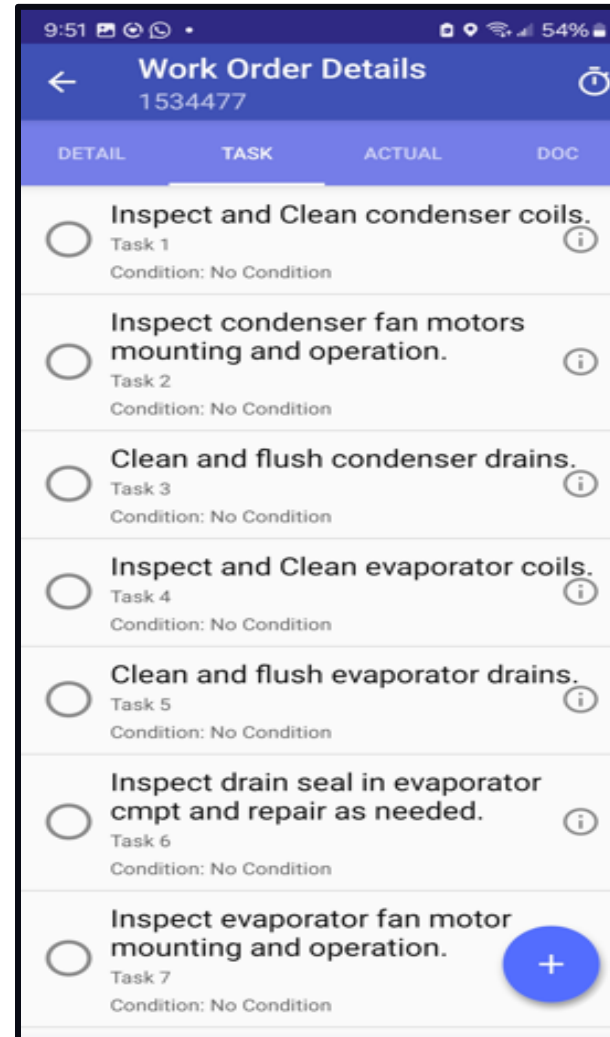 9:51
54%
Work Order Details
1534477
DETAIL TASK ACTUAL DOC
Inspect and Clean condenser coils.
Task 1
Condition: No Condition
Inspect condenser fan motors
mounting and operation.
Task 2
Condition: No Condition
Clean and flush condenser drains.
Task 3
Condition: No Condition
Inspect and Clean evaporator coils.
Task 4
Condition: No Condition
Clean and flush evaporator drains.
Task 5
Condition: No Condition
Inspect drain seal in evaporator
cmpt and repair as needed.
Task 6
Condition: No Condition
Inspect evaporator fan motor
mounting and operation.
Task 7
Condition: No Condition